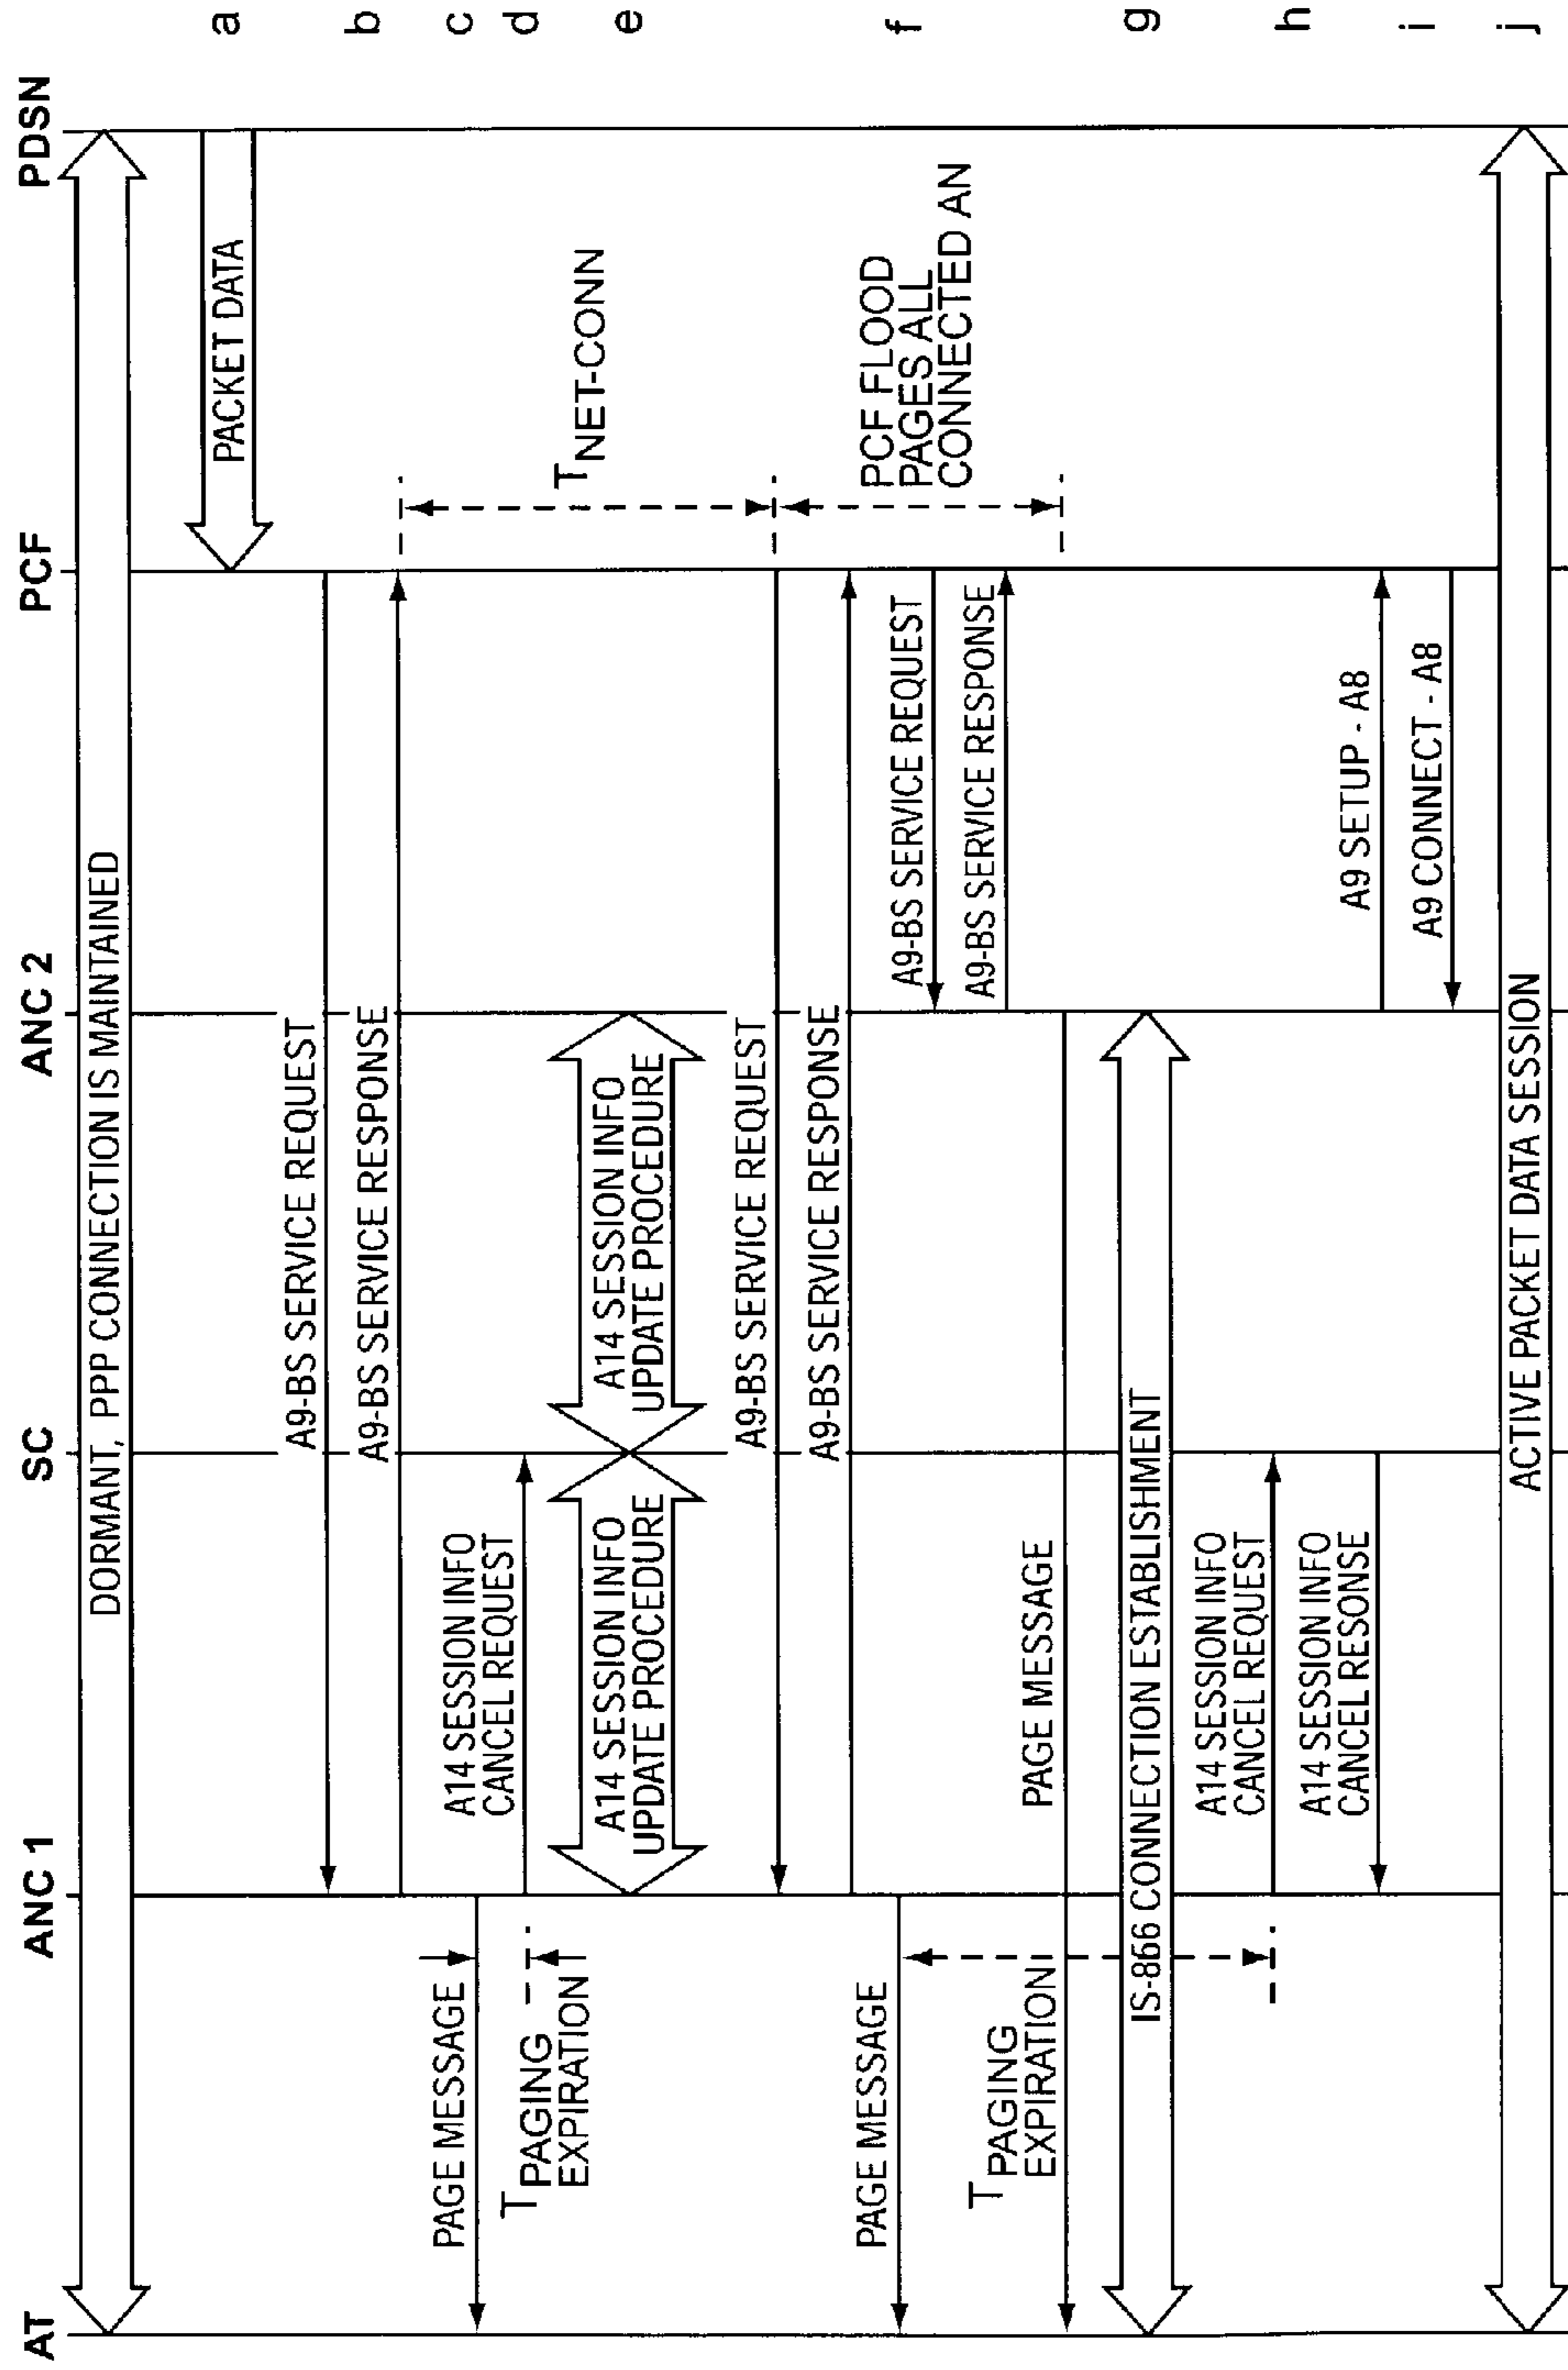 AT
ANC 1
SC
ANC 2
PCF
PDSN
DORMANT, PPP CONNECTION IS MAINTAINED
PACKET DATA
a
A9-BS SERVICE REQUEST
b
A9-BS SERVICE RESPONSE
PAGE MESSAGE
c
A14 SESSION INFO
CANCEL REQUEST
d
TPAGING
EXPIRATION
TNET-CONN
A14 SESSION INFO
UPDATE PROCEDURE
A14 SESSION INFO
UPDATE PROCEDURE
e
A9-BS SERVICE REQUEST
A9-BS SERVICE RESPONSE
PCF FLOOD
PAGES ALL
CONNECTED AN
PAGE MESSAGE
A9-BS SERVICE REQUEST
f
A9-BS SERVICE RESPONSE
TPAGING
EXPIRATION
PAGE MESSAGE
IS-866 CONNECTION ESTABLISHMENT
g
A14 SESSION INFO
CANCEL REQUEST
h
A14 SESSION INFO
CANCEL RESONSE
A9 SETUP - A8
i
A9 CONNECT - A8
ACTIVE PACKET DATA SESSION
j